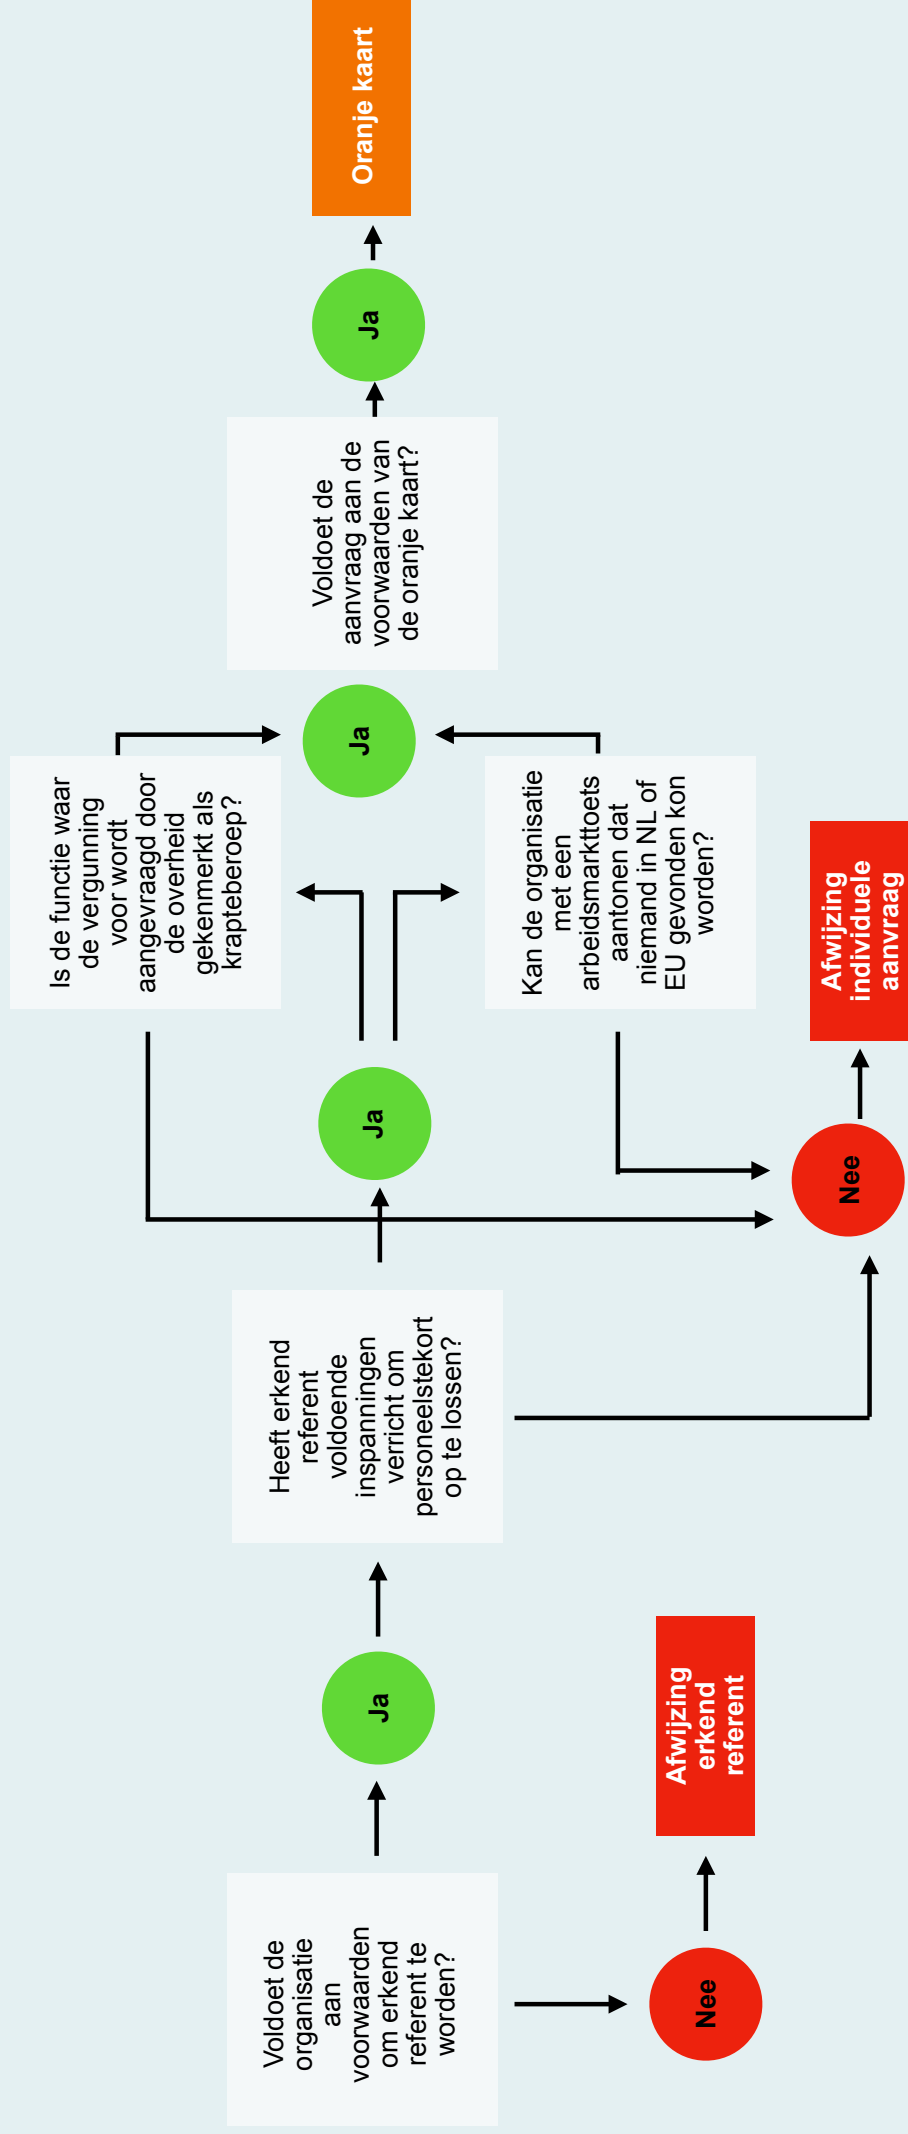 Voldoet de
organisatie
aan
voorwaarden
om erkend
referent te
worden?
Nee
Afwijzing
erkend
referent
Ja
Heeft erkend
referent
voldoende
inspanningen
verricht om
personeelstekort
op te lossen?
Ja
Is de functie waar
de vergunning
voor wordt
aangevraagd door
de overheid
gekenmerkt als
krapteberoep?
Kan de organisatie
met een
arbeidsmarkttoets
aantonen dat
niemand in NL of
EU gevonden kon
worden?
Nee
Afwijzing
individuele
aanvraag
Ja
Voldoet de
aanvraag aan de
voorwaarden van
de oranje kaart?
Ja
Oranje kaart